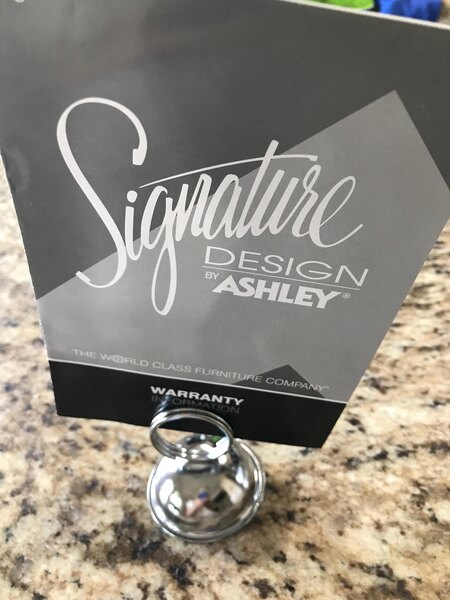 Signature
DESIGN
BY ASHLEY®
THE WORLD CLASS FURNITURE COMPANY™
WARRANTY
INFORMATION